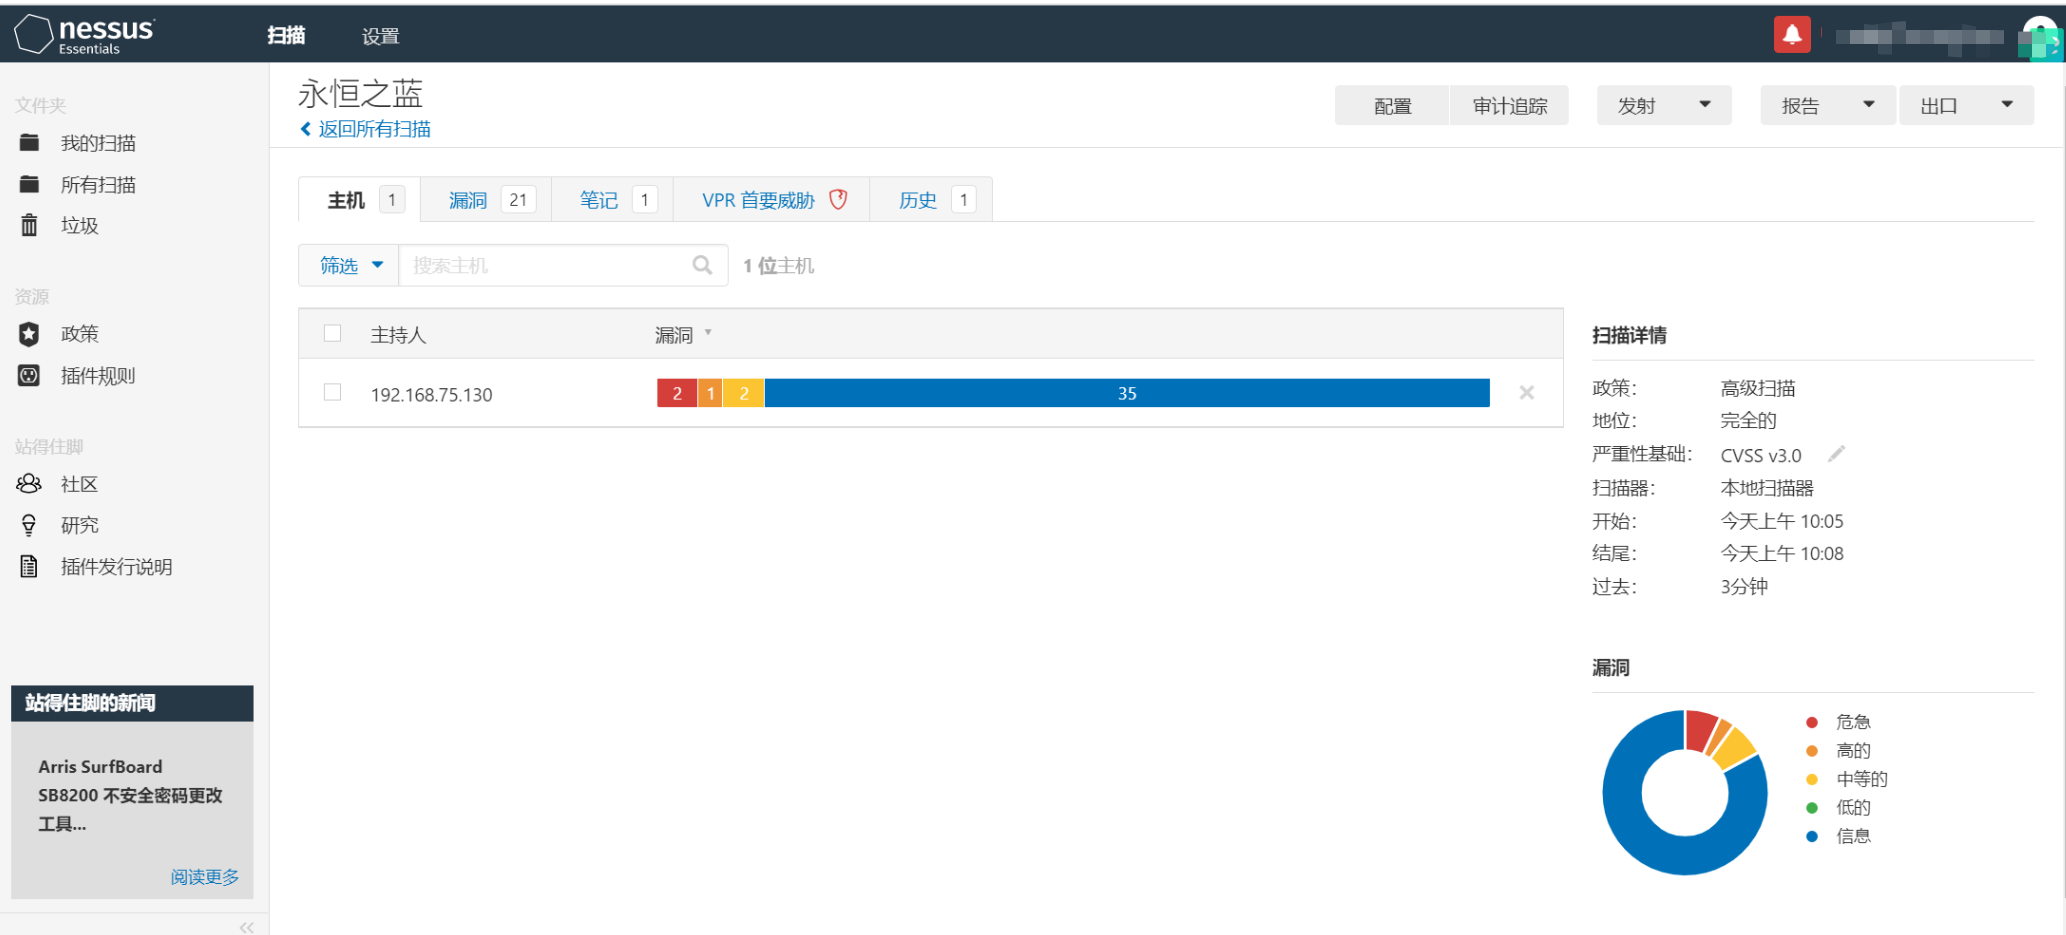 nessus
Essentials
扫描
设置
文件夹
我的扫描
所有扫描
垃圾
资源
政策
插件规则
站得住脚
社区
研究
插件发行说明
站得住脚的新闻
Arris SurfBoard
SB8200 不安全密码更改
工具...
阅读更多
永恒之蓝
返回所有扫描
配置
审计追踪
发射
报告
出口
主机 1
漏洞 21
笔记 1
VPR 首要威胁
历史 1
筛选
搜索主机
1 位主机
主持人
漏洞
192.168.75.130
2 1 2 35
扫描详情
政策： 高级扫描
地位： 完全的
严重性基础： CVSS v3.0
扫描器： 本地扫描器
开始： 今天上午 10:05
结尾： 今天上午 10:08
过去： 3分钟
漏洞
危急
高的
中等的
低的
信息